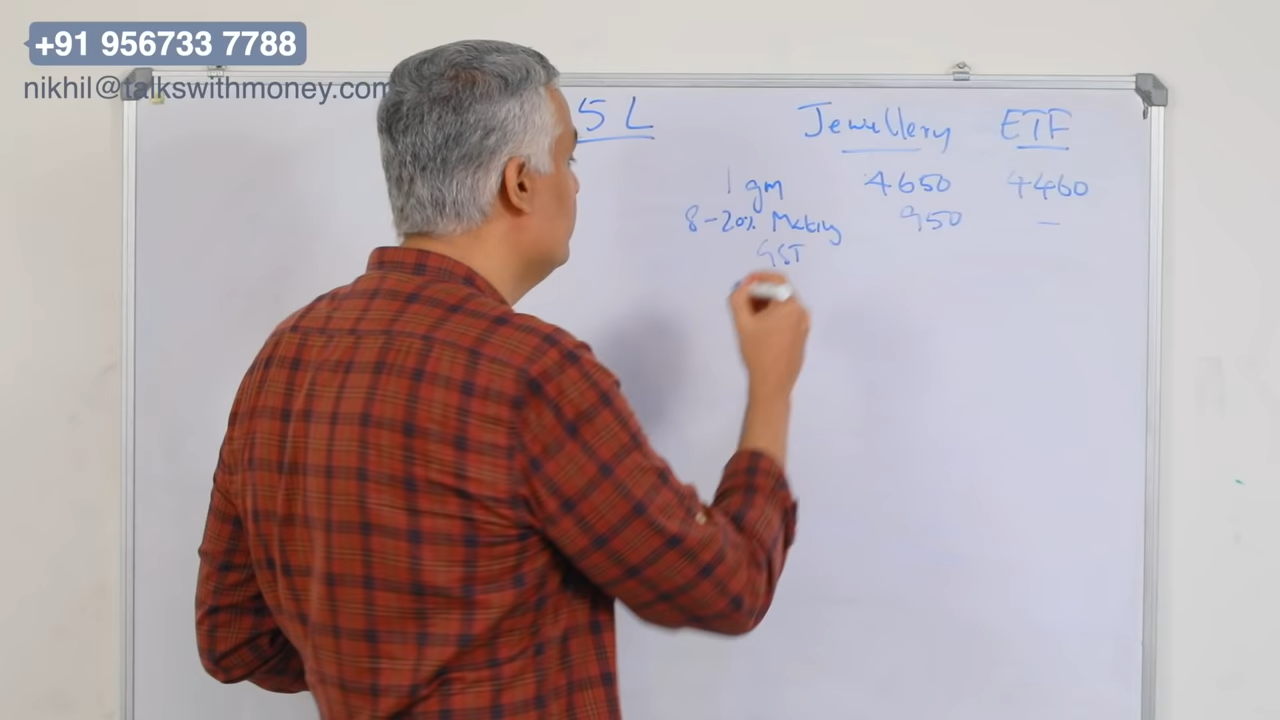 +91 956733 7788
nikhil@talkswithmoney.com
5 L Jewellery ETF
1 gm 4650 4460
8-20% Making 950 —
GST